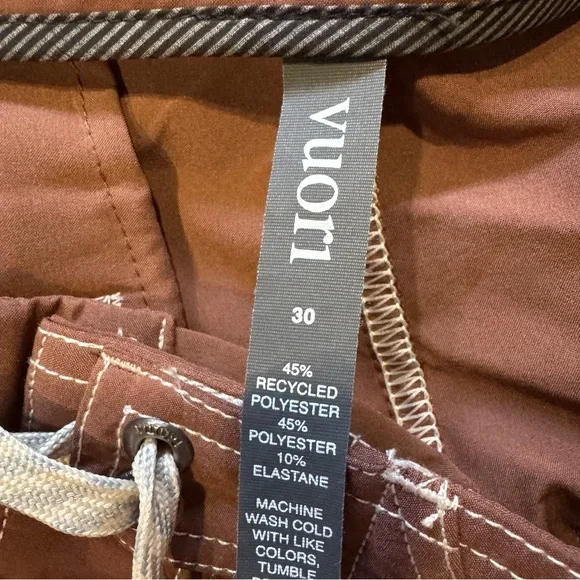 vuori
30
45%
RECYCLED
POLYESTER
45%
POLYESTER
10%
ELASTANE
MACHINE
WASH COLD
WITH LIKE
COLORS,
TUMBLE